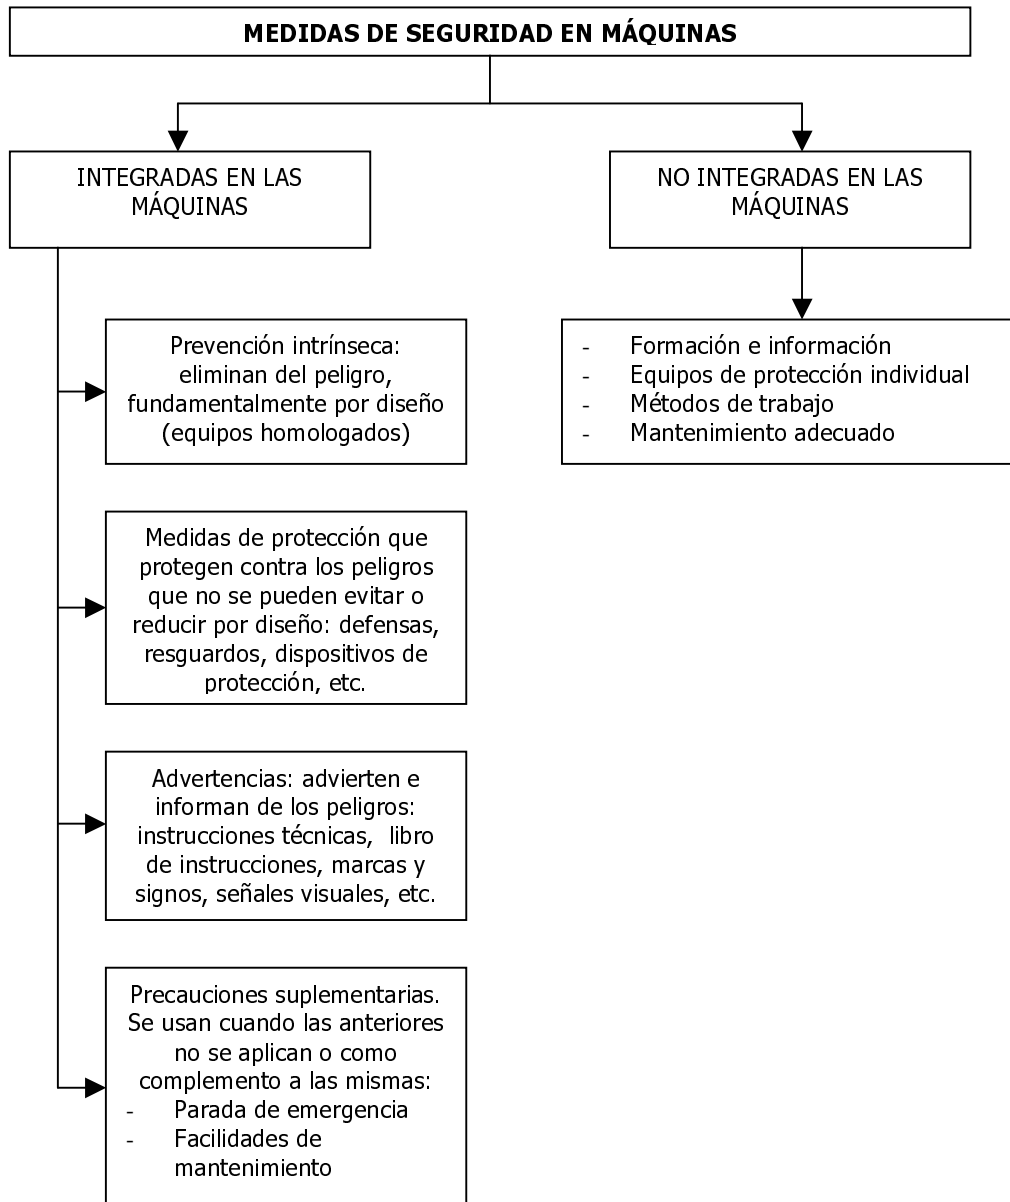 MEDIDAS DE SEGURIDAD EN MÁQUINAS
INTEGRADAS EN LAS
MÁQUINAS
NO INTEGRADAS EN LAS
MÁQUINAS
Prevención intrínseca:
eliminan del peligro,
fundamentalmente por diseño
(equipos homologados)
- Formación e información
- Equipos de protección individual
- Métodos de trabajo
- Mantenimiento adecuado
Medidas de protección que
protegen contra los peligros
que no se pueden evitar o
reducir por diseño: defensas,
resguardos, dispositivos de
protección, etc.
Advertencias: advierten e
informan de los peligros:
instrucciones técnicas, libro
de instrucciones, marcas y
signos, señales visuales, etc.
Precauciones suplementarias.
Se usan cuando las anteriores
no se aplican o como
complemento a las mismas:
- Parada de emergencia
- Facilidades de
mantenimiento